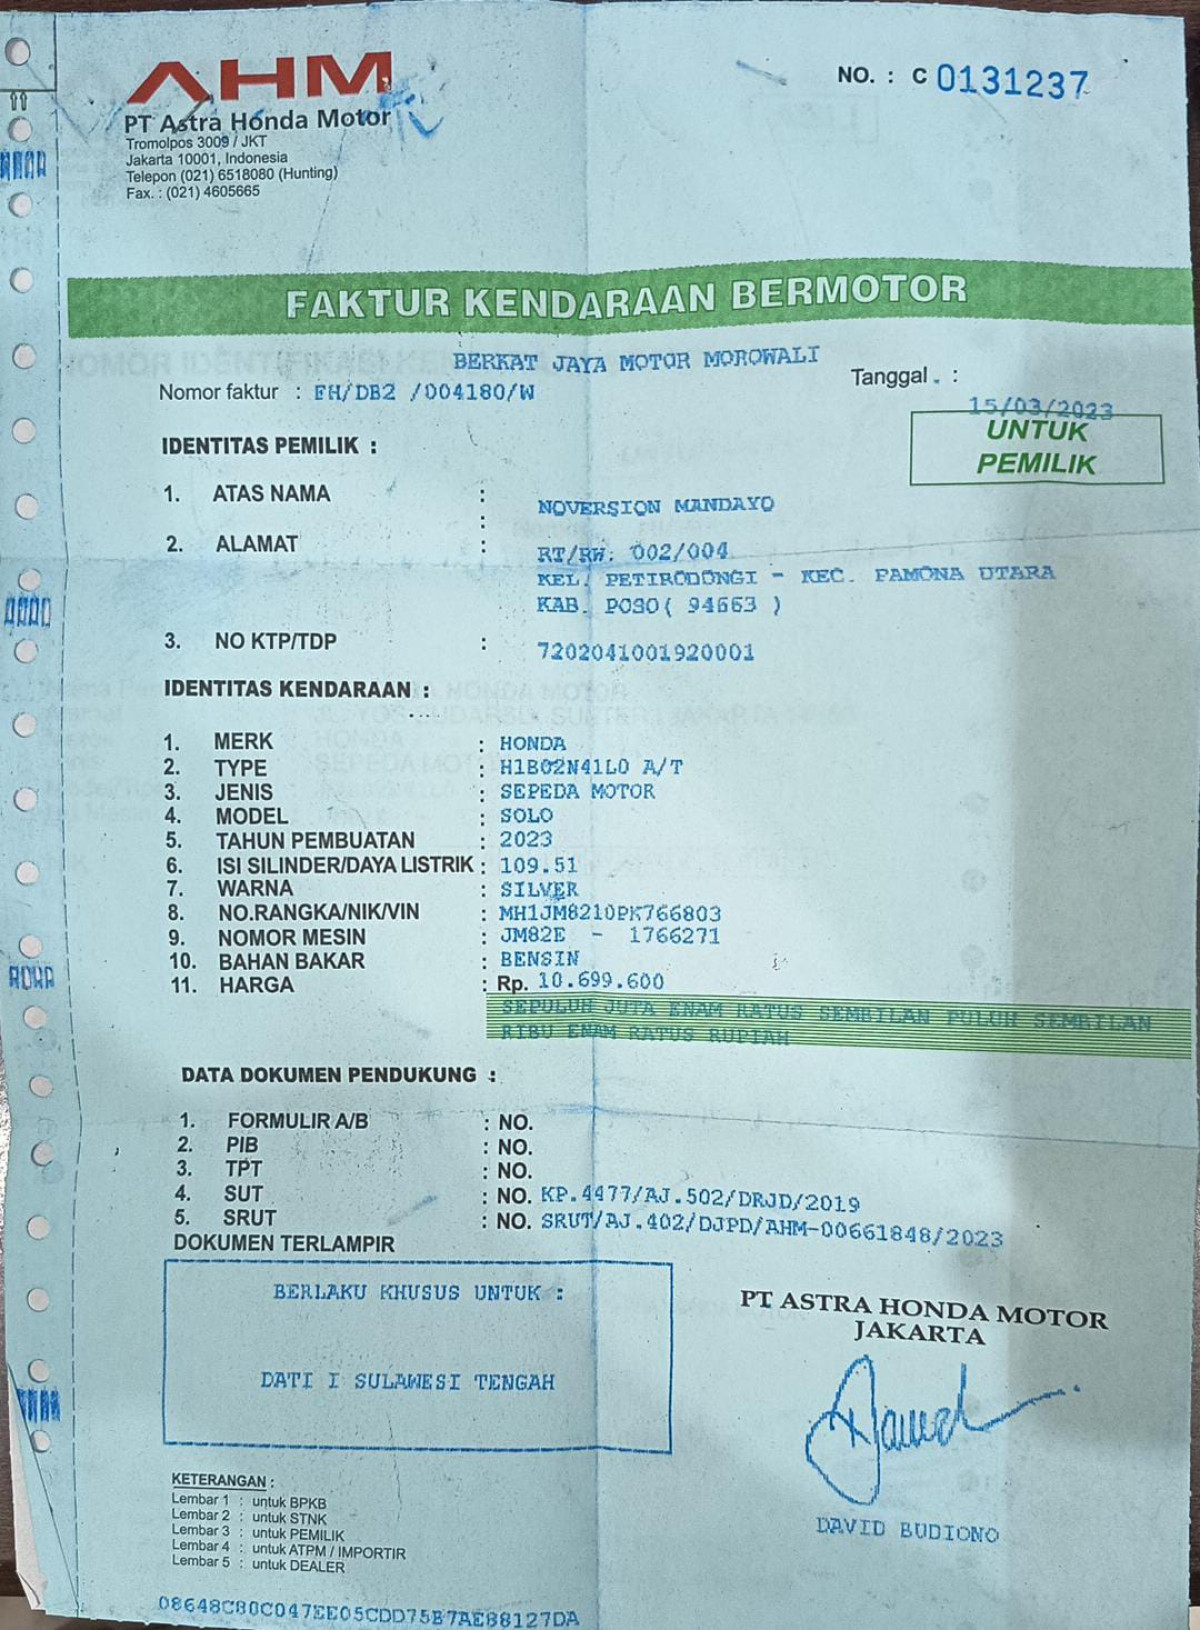 AHM
NO. : C 0131237
PT Astra Honda Motor
Tromolpos 3009 / JKT
Jakarta 10001, Indonesia
Telepon (021) 6518080 (Hunting)
Fax. : (021) 4605665
FAKTUR KENDARAAN BERMOTOR
BERKAT JAYA MOTOR MOROWALI
Nomor faktur : FH/DB2 /004180/W
Tanggal . :
15/03/2023
UNTUK
PEMILIK
IDENTITAS PEMILIK :
1. ATAS NAMA : NOVERSION MANDAYO
:
2. ALAMAT : RT/RW: 002/004
KEL. PETIRODONGI - KEC. PAMONA UTARA
KAB. POSO( 94663 )
3. NO KTP/TDP : 7202041001920001
IDENTITAS KENDARAAN :
1. MERK : HONDA
2. TYPE : H1B02N41L0 A/T
3. JENIS : SEPEDA MOTOR
4. MODEL : SOLO
5. TAHUN PEMBUATAN : 2023
6. ISI SILINDER/DAYA LISTRIK : 109.51
7. WARNA : SILVER
8. NO.RANGKA/NIK/VIN : MH1JM8210PK766803
9. NOMOR MESIN : JM82E - 1766271
10. BAHAN BAKAR : BENSIN
11. HARGA : Rp. 10.699.600
SEPULUH JUTA ENAM RATUS SEMBILAN PULUH SEMBILAN
RIBU ENAM RATUS RUPIAH
DATA DOKUMEN PENDUKUNG :
1. FORMULIR A/B : NO.
2. PIB : NO.
3. TPT : NO.
4. SUT : NO. KP.4477/AJ.502/DRJD/2019
5. SRUT : NO. SRUT/AJ.402/DJPD/AHM-00661848/2023
DOKUMEN TERLAMPIR
BERLAKU KHUSUS UNTUK :
DATI I SULAWESI TENGAH
PT ASTRA HONDA MOTOR
JAKARTA
DAVID BUDIONO
KETERANGAN :
Lembar 1 : untuk BPKB
Lembar 2 : untuk STNK
Lembar 3 : untuk PEMILIK
Lembar 4 : untuk ATPM / IMPORTIR
Lembar 5 : untuk DEALER
08648C80C047EE05CDD75B7AE88127DA